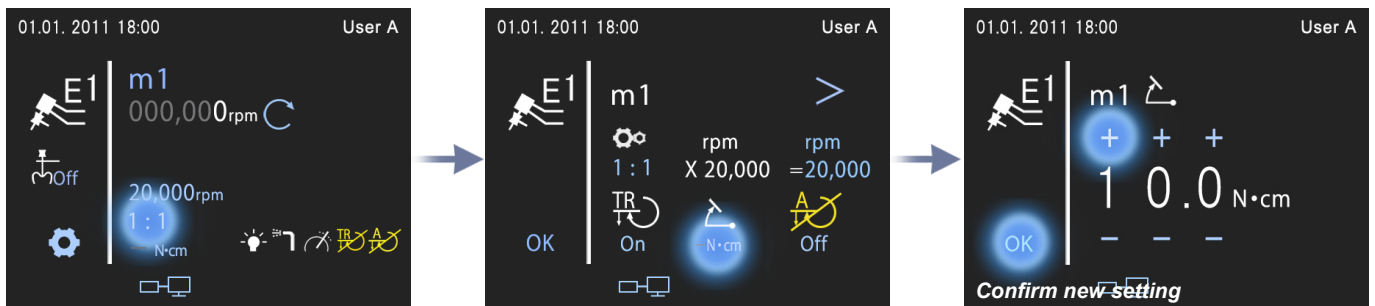 01.01. 2011 18:00 User A
E1
m1
000,000rpm
Off
20,000rpm
1 : 1
-- N•cm
TR A
01.01. 2011 18:00 User A
E1
m1 >
rpm rpm
1 : 1 X 20,000 =20,000
TR A
OK On -- N•cm Off
01.01. 2011 18:00 User A
E1
m1
+ + +
1 0.0 N•cm
OK – – –
Confirm new setting